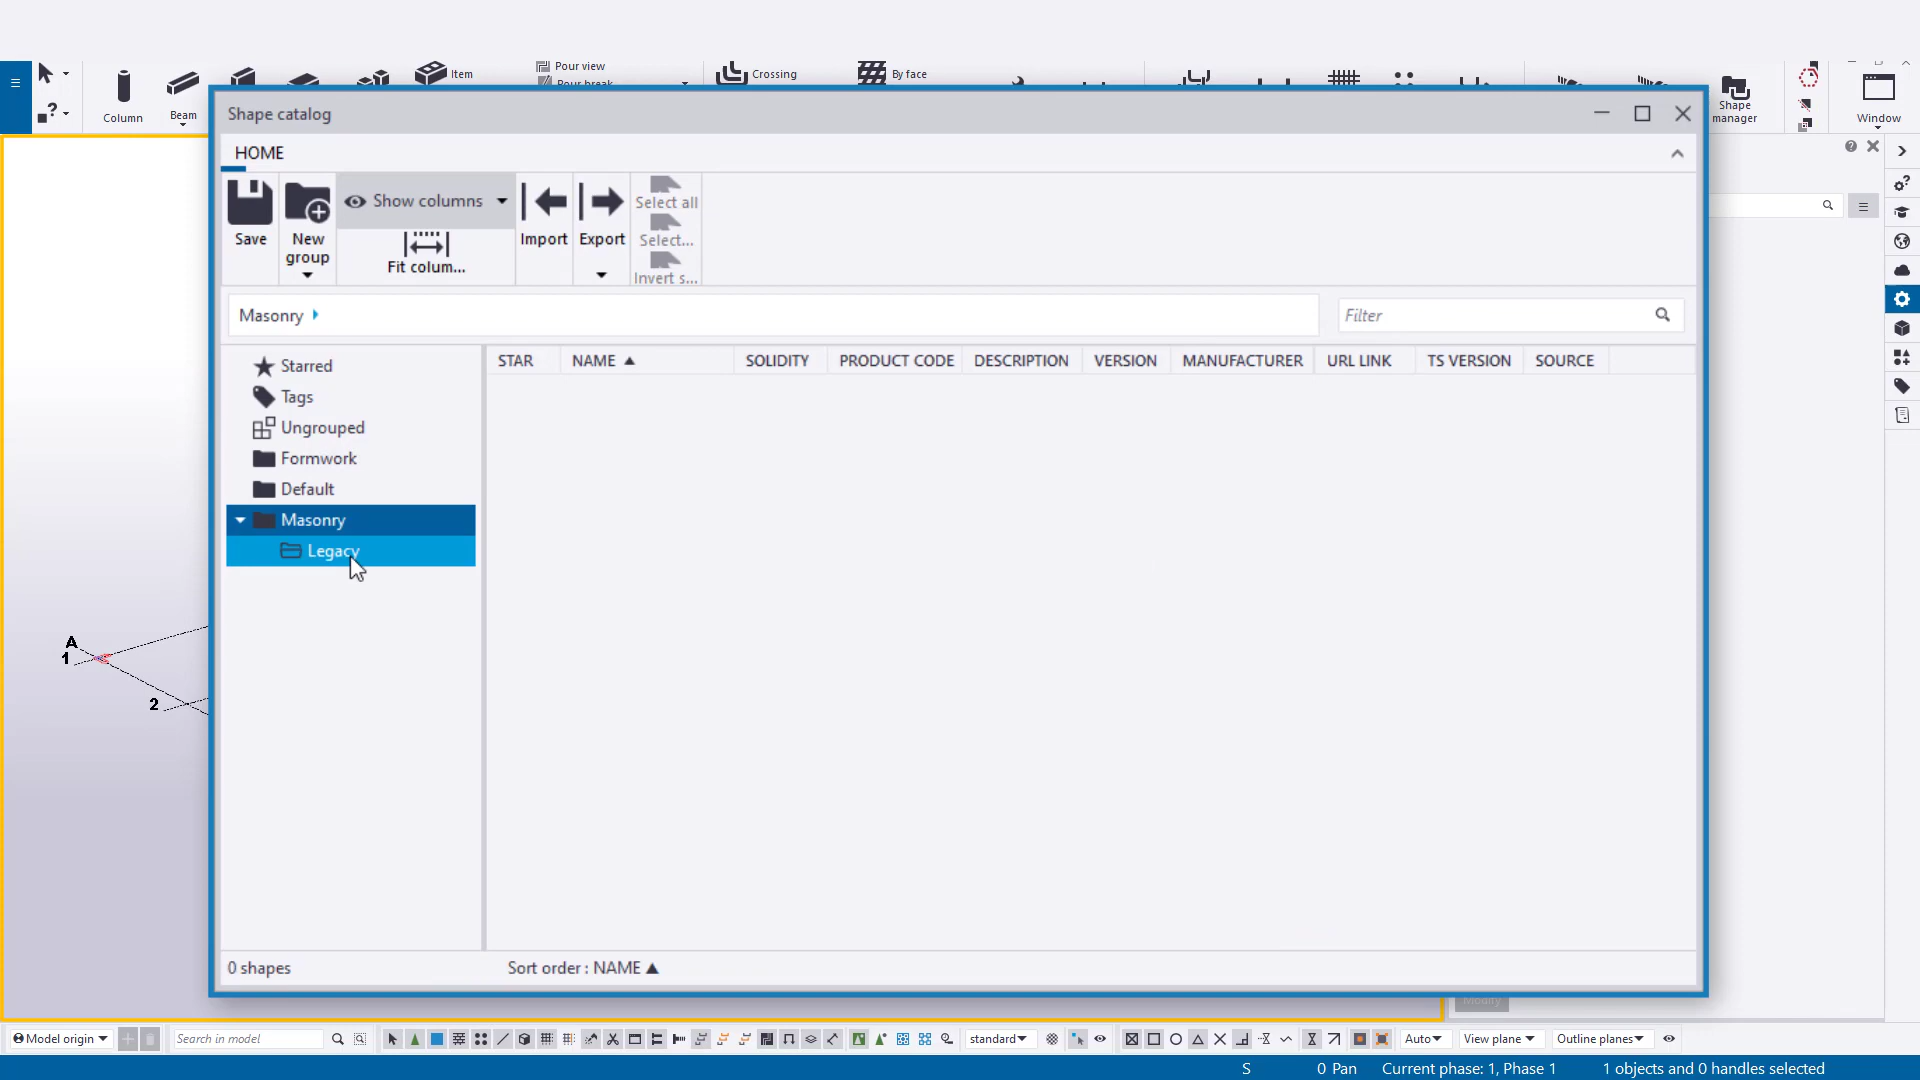 Item
Pour view
Crossing
By face
Column
Beam
Shape
manager
Window
Shape catalog
HOME
Save
New
group
Show columns
Fit colum...
Import
Export
Select all
Select...
Invert s...
Masonry
Filter
Starred
Tags
Ungrouped
Formwork
Default
Masonry
Legacy
STAR NAME SOLIDITY PRODUCT CODE DESCRIPTION VERSION MANUFACTURER URL LINK TS VERSION SOURCE
A
1
2
0 shapes
Sort order : NAME
Modify
Model origin
Search in model
standard
Auto
View plane
Outline planes
S 0 Pan Current phase: 1, Phase 1 1 objects and 0 handles selected